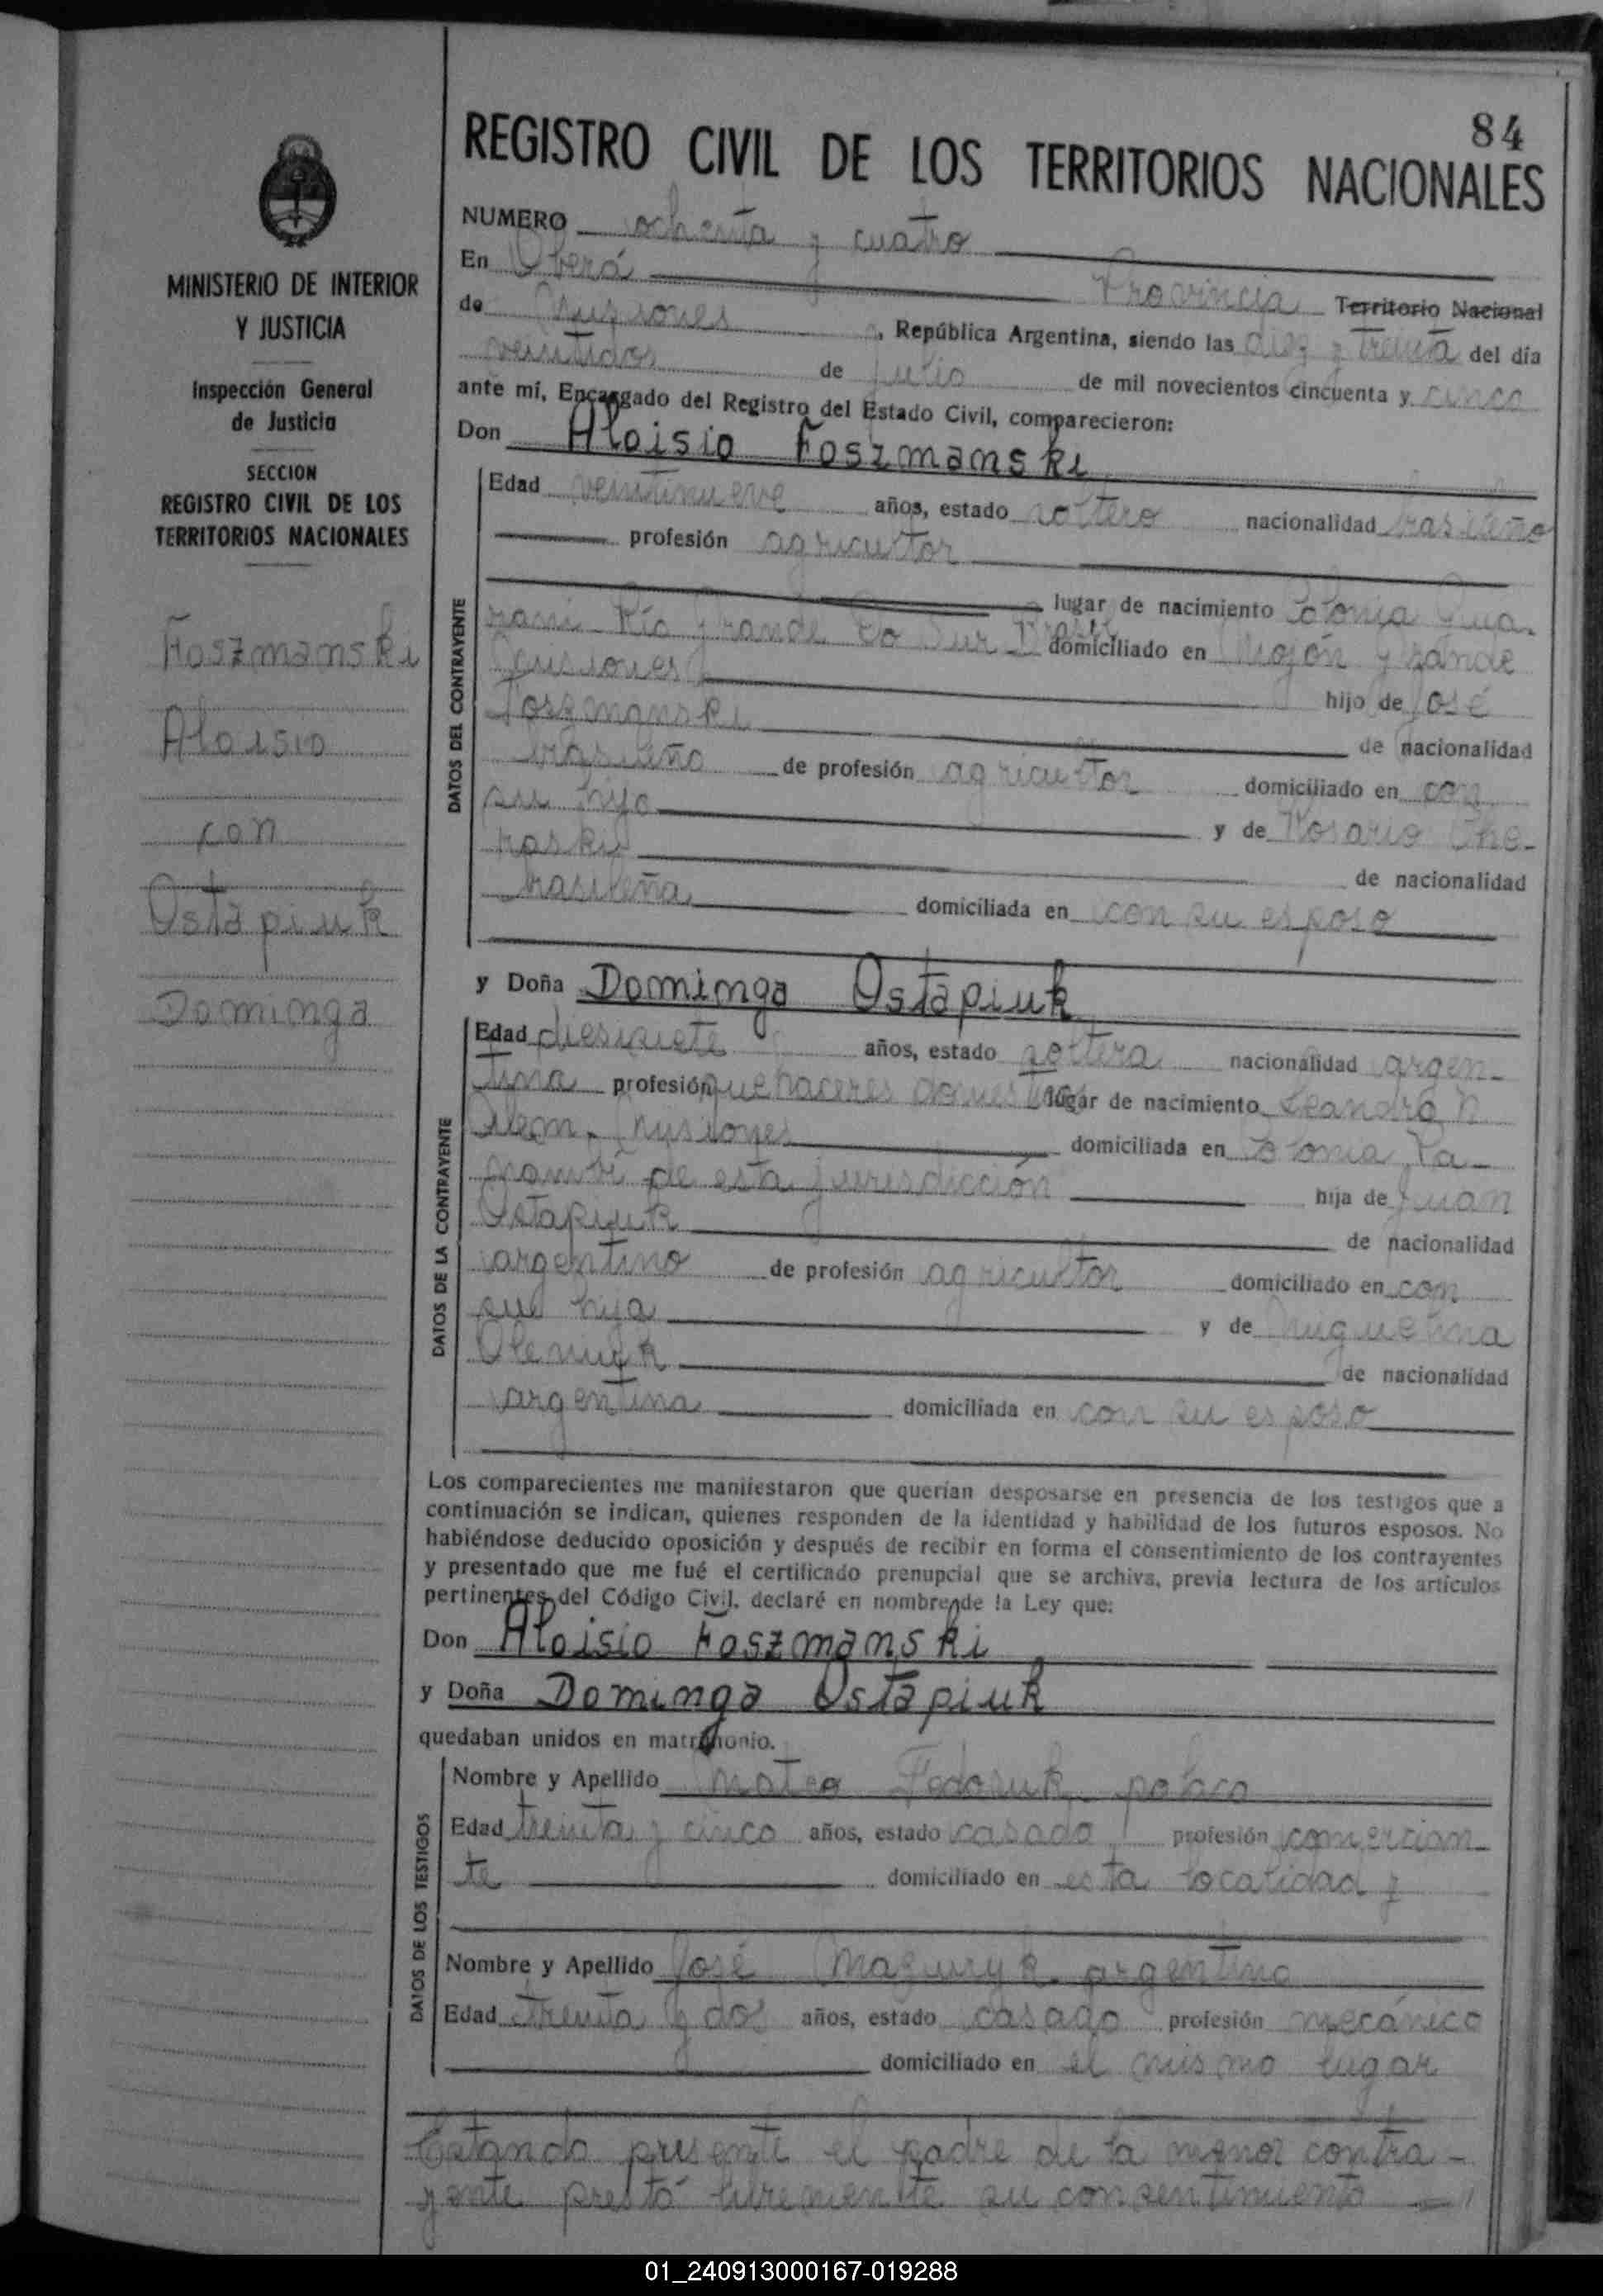 84
REGISTRO CIVIL DE LOS TERRITORIOS NACIONALES
MINISTERIO DE INTERIOR
Y JUSTICIA
Inspección General
de Justicia
SECCION
REGISTRO CIVIL DE LOS
TERRITORIOS NACIONALES
Foszmanski
Aloisio
con
Ostapiuk
Dominga
NUMERO ochenta y cuatro
En Oberá Provincia Territorio Nacional
de Misiones, República Argentina, siendo las diez y treinta del día
veintidos de julio de mil novecientos cincuenta y cinco
ante mí, Encargado del Registro del Estado Civil, comparecieron:
Don Aloisio Foszmanski
DATOS DEL CONTRAYENTE
Edad veintinueve años, estado soltero nacionalidad brasileño
profesión agricultor
lugar de nacimiento Colonia Gua-
rani Río Grande Do Sur Brasil domiciliado en Mojón Grande
Misiones hijo de José
Foszmanski de nacionalidad
brasileño de profesión agricultor domiciliado en con
su hijo y de Rosario Che-
raski de nacionalidad
brasileña domiciliada en con su esposo
y Doña Dominga Ostapiuk
DATOS DE LA CONTRAYENTE
Edad diesisiete años, estado soltera nacionalidad argen-
tina profesión quehaceres domesticos lugar de nacimiento Leandro N
Alem, Misiones domiciliada en Colonia Pa-
nambí de esta jurisdicción hija de Juan
Ostapiuk de nacionalidad
argentino de profesión agricultor domiciliado en con
su hija y de Miguelina
Oleniuk de nacionalidad
argentina domiciliada en con su esposo
Los comparecientes me manifestaron que querían desposarse en presencia de los testigos que a
continuación se indican, quienes responden de la identidad y habilidad de los futuros esposos. No
habiéndose deducido oposición y después de recibir en forma el consentimiento de los contrayentes
y presentado que me fué el certificado prenupcial que se archiva, previa lectura de los artículos
pertinentes del Código Civil, declaré en nombre de la Ley que:
Don Aloisio Foszmanski
y Doña Dominga Ostapiuk
quedaban unidos en matrimonio.
DATOS DE LOS TESTIGOS
Nombre y Apellido Mateo Fedoruk polaco
Edad treinta y cinco años, estado casado profesión comercian-
te domiciliado en esta localidad y
Nombre y Apellido José Mazuryk argentino
Edad treinta y dos años, estado casado profesión mecánico
domiciliado en el mismo lugar
Estando presente el padre de la menor contra-
yente prestó libremente su consentimiento
01_240913000167-019288